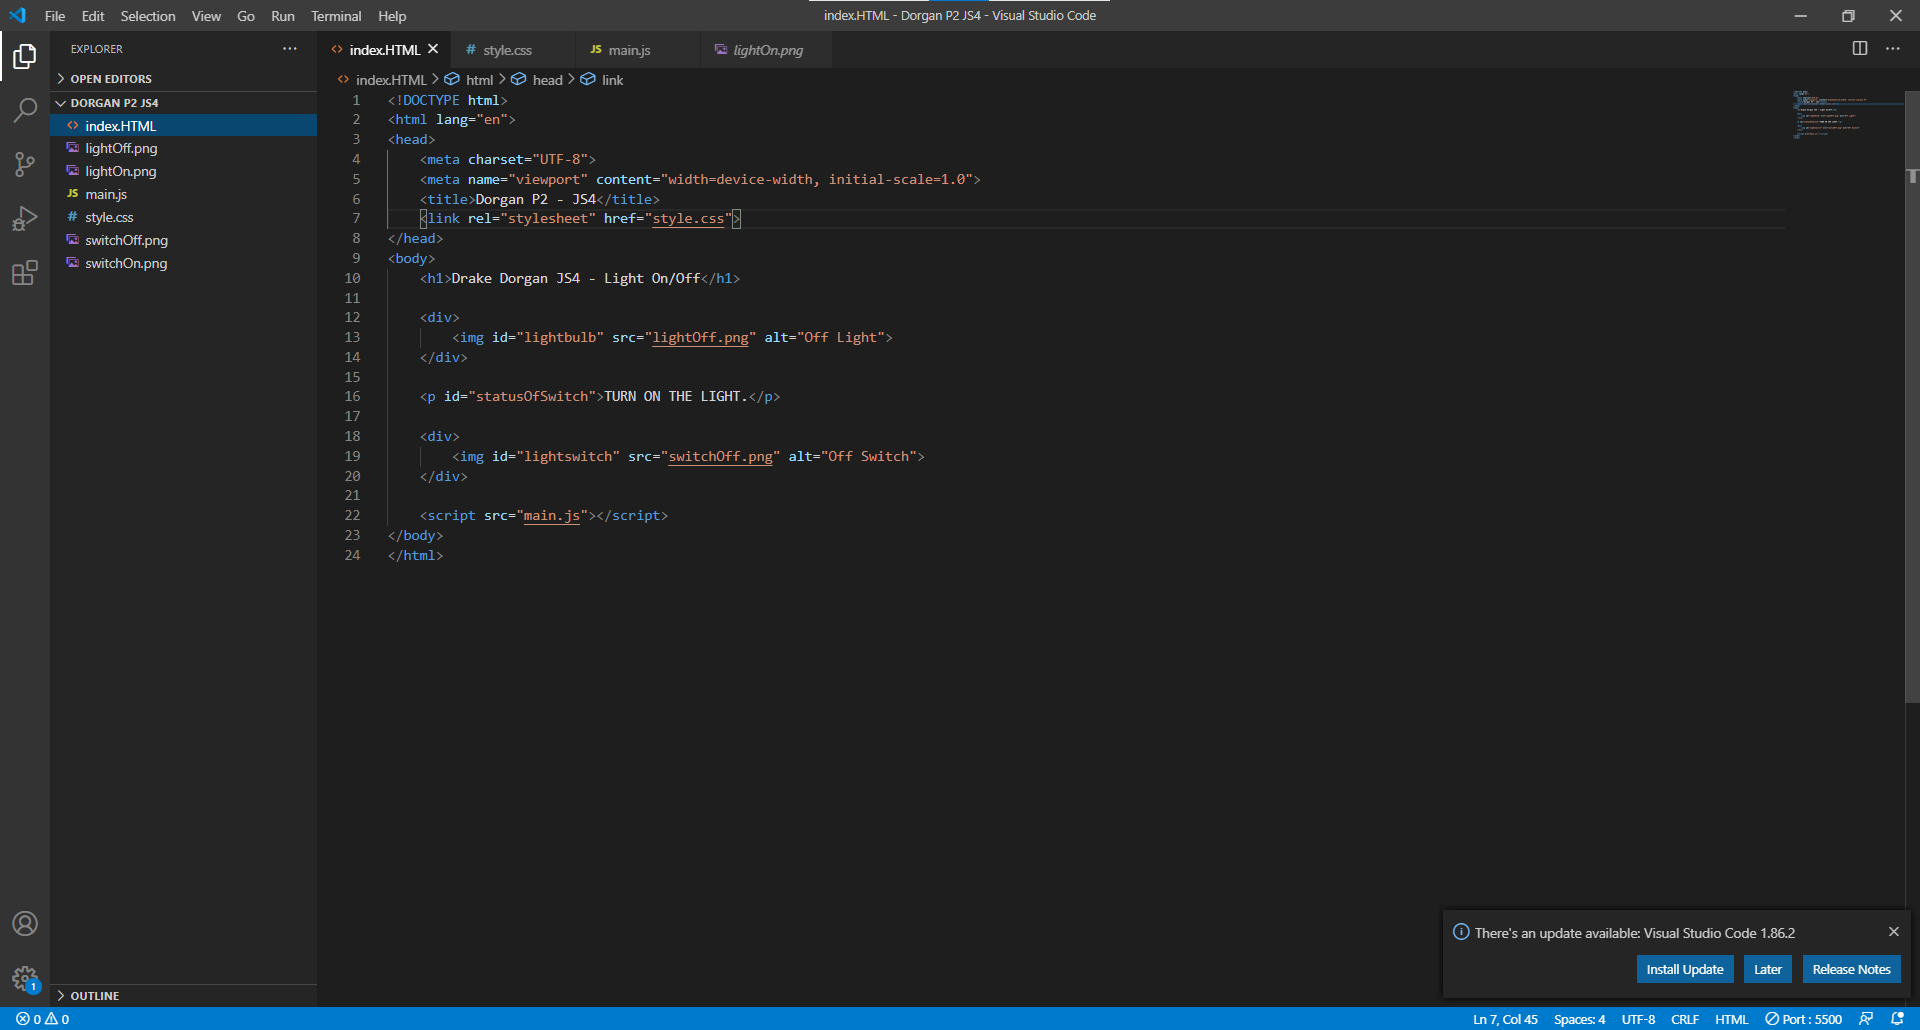 File Edit Selection View Go Run Terminal Help
index.HTML - Dorgan P2 JS4 - Visual Studio Code
EXPLORER
OPEN EDITORS
DORGAN P2 JS4
index.HTML
lightOff.png
lightOn.png
JS main.js
# style.css
switchOff.png
switchOn.png
OUTLINE
index.HTML
# style.css
JS main.js
lightOn.png
index.HTML > html > head > link
1 <!DOCTYPE html>
2 <html lang="en">
3 <head>
4 <meta charset="UTF-8">
5 <meta name="viewport" content="width=device-width, initial-scale=1.0">
6 <title>Dorgan P2 - JS4</title>
7 <link rel="stylesheet" href="style.css">
8 </head>
9 <body>
10 <h1>Drake Dorgan JS4 - Light On/Off</h1>
11
12 <div>
13 <img id="lightbulb" src="lightOff.png" alt="Off Light">
14 </div>
15
16 <p id="statusOfSwitch">TURN ON THE LIGHT.</p>
17
18 <div>
19 <img id="lightswitch" src="switchOff.png" alt="Off Switch">
20 </div>
21
22 <script src="main.js"></script>
23 </body>
24 </html>
There's an update available: Visual Studio Code 1.86.2
Install Update Later Release Notes
1
0 0
Ln 7, Col 45 Spaces: 4 UTF-8 CRLF HTML Port : 5500